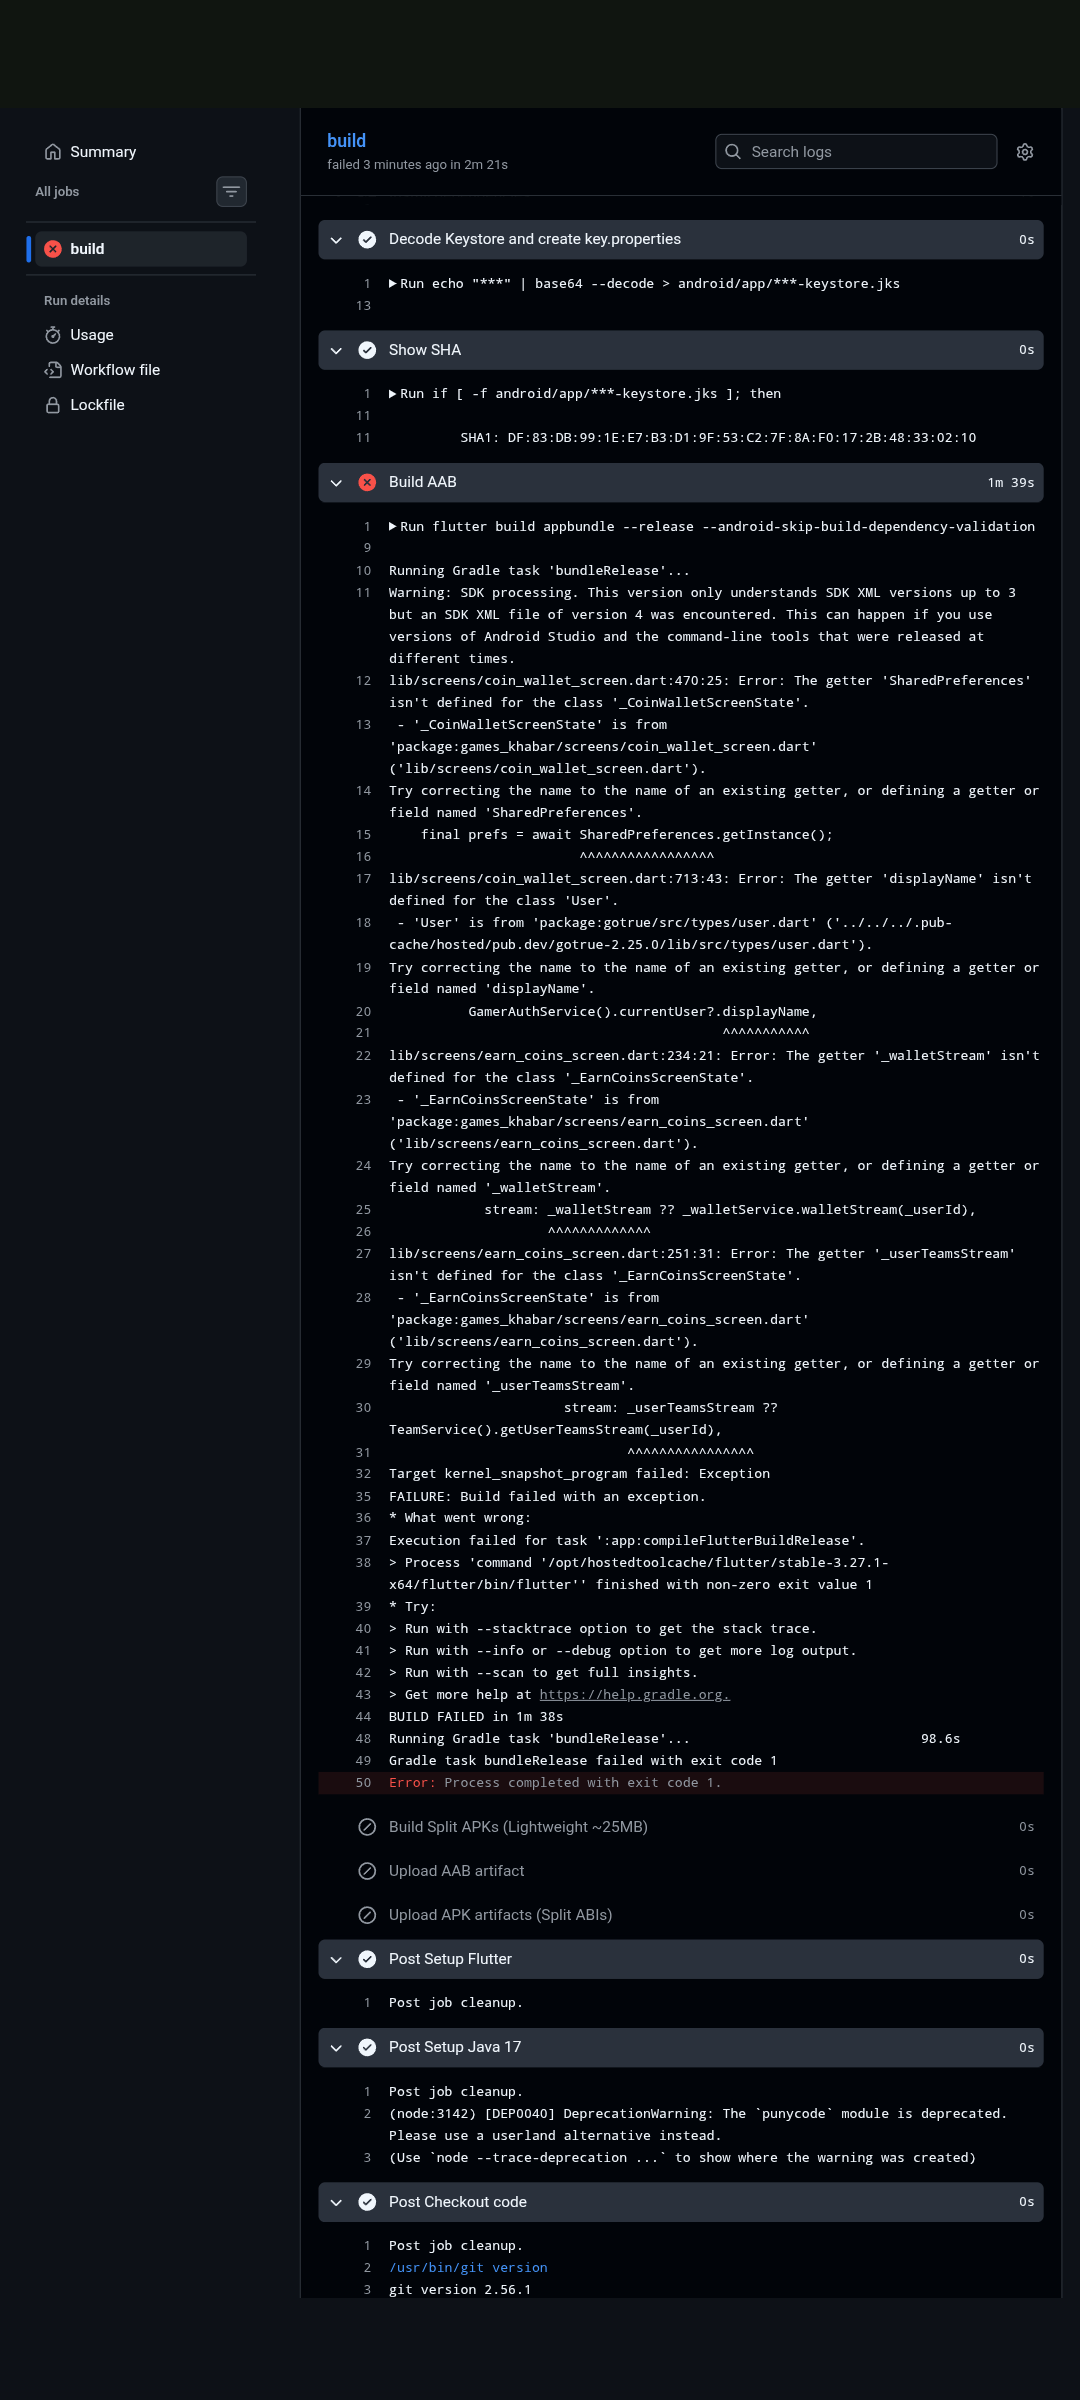 Summary
All jobs
build
Run details
Usage
Workflow file
Lockfile
build
failed 3 minutes ago in 2m 21s
Search logs
Decode Keystore and create key.properties 0s
1 Run echo "***" | base64 --decode > android/app/***-keystore.jks
13
Show SHA 0s
1 Run if [ -f android/app/***-keystore.jks ]; then
11
11 SHA1: DF:83:DB:99:1E:E7:B3:D1:9F:53:C2:7F:8A:F0:17:2B:48:33:02:10
Build AAB 1m 39s
1 Run flutter build appbundle --release --android-skip-build-dependency-validation
9
10 Running Gradle task 'bundleRelease'...
11 Warning: SDK processing. This version only understands SDK XML versions up to 3
but an SDK XML file of version 4 was encountered. This can happen if you use
versions of Android Studio and the command-line tools that were released at
different times.
12 lib/screens/coin_wallet_screen.dart:470:25: Error: The getter 'SharedPreferences'
isn't defined for the class '_CoinWalletScreenState'.
13 - '_CoinWalletScreenState' is from
'package:games_khabar/screens/coin_wallet_screen.dart'
('lib/screens/coin_wallet_screen.dart').
14 Try correcting the name to the name of an existing getter, or defining a getter or
field named 'SharedPreferences'.
15 final prefs = await SharedPreferences.getInstance();
16 ^^^^^^^^^^^^^^^^^
17 lib/screens/coin_wallet_screen.dart:713:43: Error: The getter 'displayName' isn't
defined for the class 'User'.
18 - 'User' is from 'package:gotrue/src/types/user.dart' ('../../../.pub-
cache/hosted/pub.dev/gotrue-2.25.0/lib/src/types/user.dart').
19 Try correcting the name to the name of an existing getter, or defining a getter or
field named 'displayName'.
20 GamerAuthService().currentUser?.displayName,
21 ^^^^^^^^^^^
22 lib/screens/earn_coins_screen.dart:234:21: Error: The getter '_walletStream' isn't
defined for the class '_EarnCoinsScreenState'.
23 - '_EarnCoinsScreenState' is from
'package:games_khabar/screens/earn_coins_screen.dart'
('lib/screens/earn_coins_screen.dart').
24 Try correcting the name to the name of an existing getter, or defining a getter or
field named '_walletStream'.
25 stream: _walletStream ?? _walletService.walletStream(_userId),
26 ^^^^^^^^^^^^^
27 lib/screens/earn_coins_screen.dart:251:31: Error: The getter '_userTeamsStream'
isn't defined for the class '_EarnCoinsScreenState'.
28 - '_EarnCoinsScreenState' is from
'package:games_khabar/screens/earn_coins_screen.dart'
('lib/screens/earn_coins_screen.dart').
29 Try correcting the name to the name of an existing getter, or defining a getter or
field named '_userTeamsStream'.
30 stream: _userTeamsStream ??
TeamService().getUserTeamsStream(_userId),
31 ^^^^^^^^^^^^^^^^
32 Target kernel_snapshot_program failed: Exception
35 FAILURE: Build failed with an exception.
36 * What went wrong:
37 Execution failed for task ':app:compileFlutterBuildRelease'.
38 > Process 'command '/opt/hostedtoolcache/flutter/stable-3.27.1-
x64/flutter/bin/flutter'' finished with non-zero exit value 1
39 * Try:
40 > Run with --stacktrace option to get the stack trace.
41 > Run with --info or --debug option to get more log output.
42 > Run with --scan to get full insights.
43 > Get more help at https://help.gradle.org.
44 BUILD FAILED in 1m 38s
48 Running Gradle task 'bundleRelease'... 98.6s
49 Gradle task bundleRelease failed with exit code 1
50 Error: Process completed with exit code 1.
Build Split APKs (Lightweight ~25MB) 0s
Upload AAB artifact 0s
Upload APK artifacts (Split ABIs) 0s
Post Setup Flutter 0s
1 Post job cleanup.
Post Setup Java 17 0s
1 Post job cleanup.
2 (node:3142) [DEP0040] DeprecationWarning: The `punycode` module is deprecated.
Please use a userland alternative instead.
3 (Use `node --trace-deprecation ...` to show where the warning was created)
Post Checkout code 0s
1 Post job cleanup.
2 /usr/bin/git version
3 git version 2.56.1